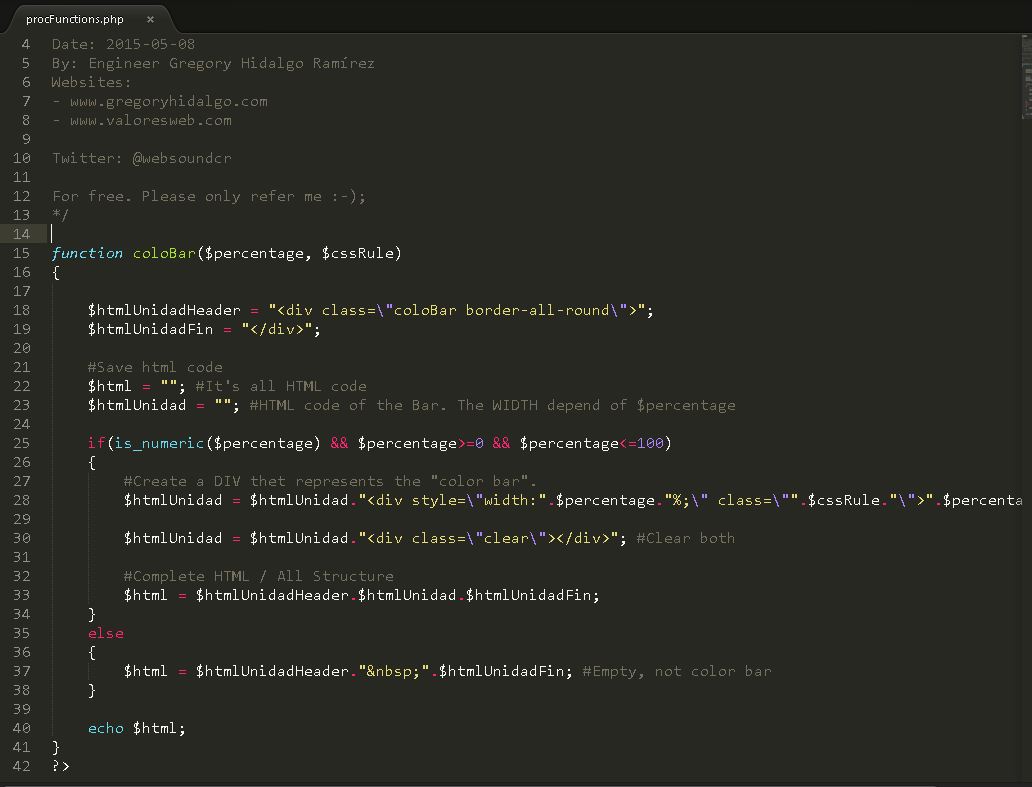 procFunctions.php ×
4 Date: 2015-05-08
5 By: Engineer Gregory Hidalgo Ramírez
6 Websites:
7 - www.gregoryhidalgo.com
8 - www.valoresweb.com
9
10 Twitter: @websoundcr
11
12 For free. Please only refer me :-);
13 */
14
15 function coloBar($percentage, $cssRule)
16 {
17
18 $htmlUnidadHeader = "<div class=\"coloBar border-all-round\">";
19 $htmlUnidadFin = "</div>";
20
21 #Save html code
22 $html = ""; #It's all HTML code
23 $htmlUnidad = ""; #HTML code of the Bar. The WIDTH depend of $percentage
24
25 if(is_numeric($percentage) && $percentage>=0 && $percentage<=100)
26 {
27 #Create a DIV thet represents the "color bar".
28 $htmlUnidad = $htmlUnidad."<div style=\"width:".$percentage."%;\" class=\"".$cssRule."\">".$percenta
29
30 $htmlUnidad = $htmlUnidad."<div class=\"clear\"></div>"; #Clear both
31
32 #Complete HTML / All Structure
33 $html = $htmlUnidadHeader.$htmlUnidad.$htmlUnidadFin;
34 }
35 else
36 {
37 $html = $htmlUnidadHeader."&nbsp;".$htmlUnidadFin; #Empty, not color bar
38 }
39
40 echo $html;
41 }
42 ?>